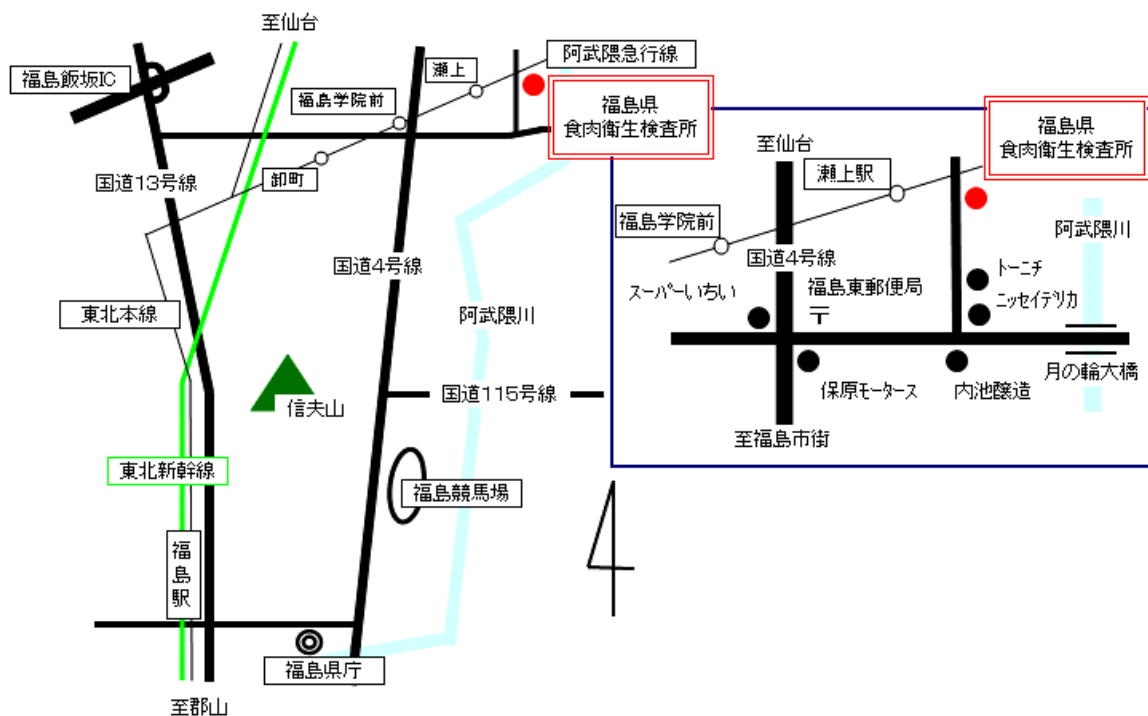 至仙台
福島飯坂IC
瀬上
阿武隈急行線
福島学院前
福島県
食肉衛生検査所
卸町
国道13号線
国道4号線
東北本線
阿武隈川
信夫山
国道115号線
東北新幹線
福島競馬場
福島駅
福島県庁
至郡山
福島県
食肉衛生検査所
至仙台
瀬上駅
福島学院前
阿武隈川
国道4号線
トーニチ
スーパーいちい
福島東郵便局
〒
ニッセイデリカ
保原モータース
内池醸造
月の輪大橋
至福島市街